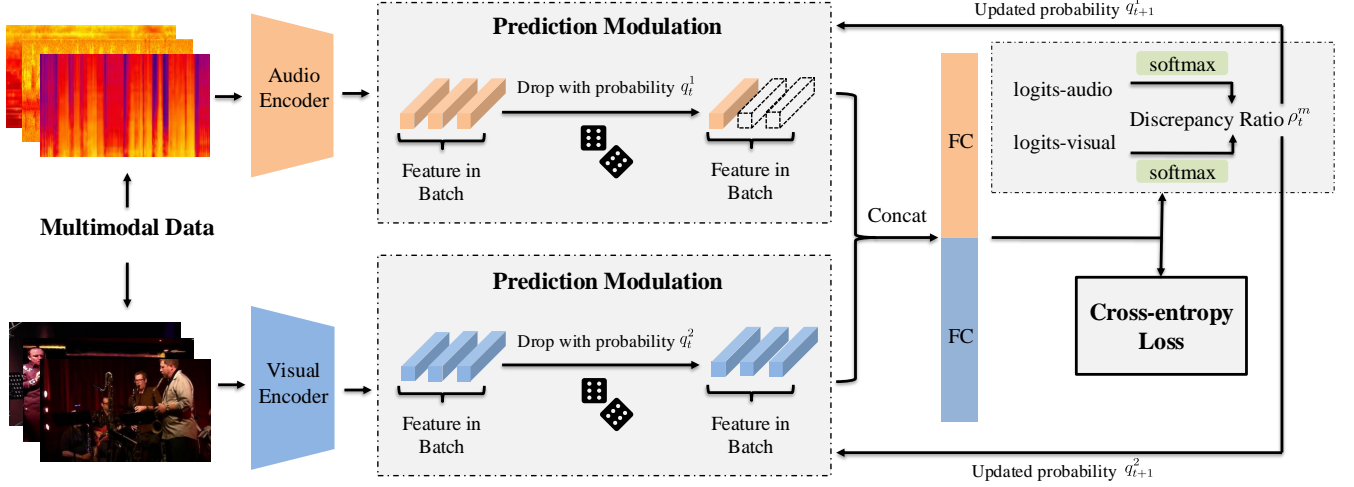 Updated probability q^1_{t+1}
Prediction Modulation
softmax
Audio
Encoder
Drop with probability q^1_t
logits-audio
Discrepancy Ratio ρ^m_t
FC
logits-visual
softmax
Feature in
Batch
Feature in
Batch
Concat
Multimodal Data
Prediction Modulation
Cross-entropy
Loss
Visual
Encoder
Drop with probability q^2_t
FC
Feature in
Batch
Feature in
Batch
Updated probability q^2_{t+1}